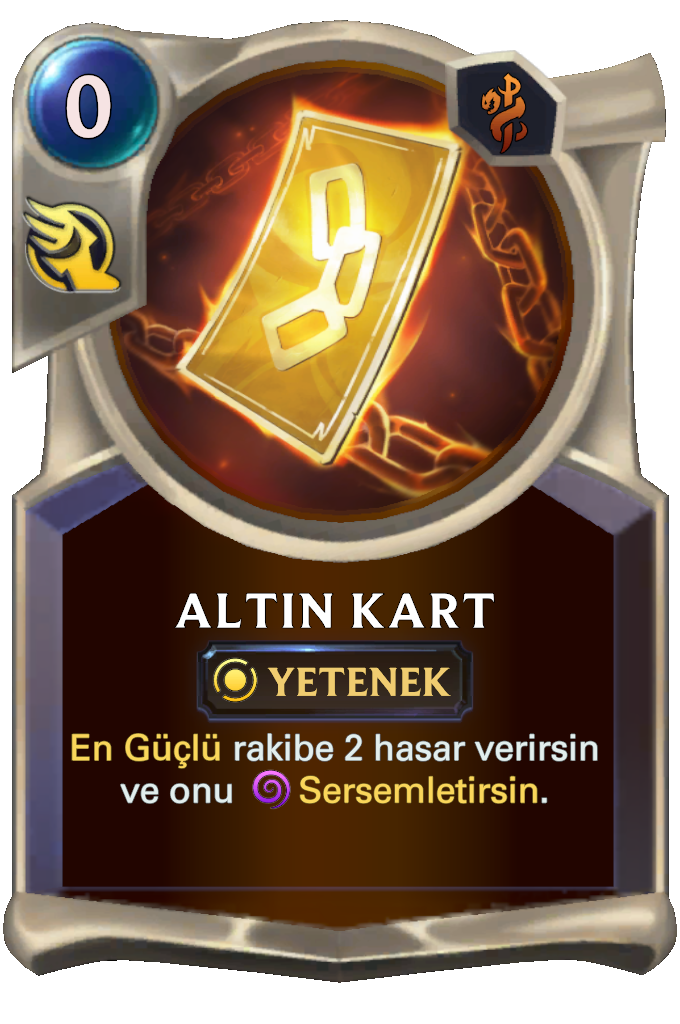 0
ALTIN KART
YETENEK
En Güçlü rakibe 2 hasar verirsin
ve onu Sersemletirsin.